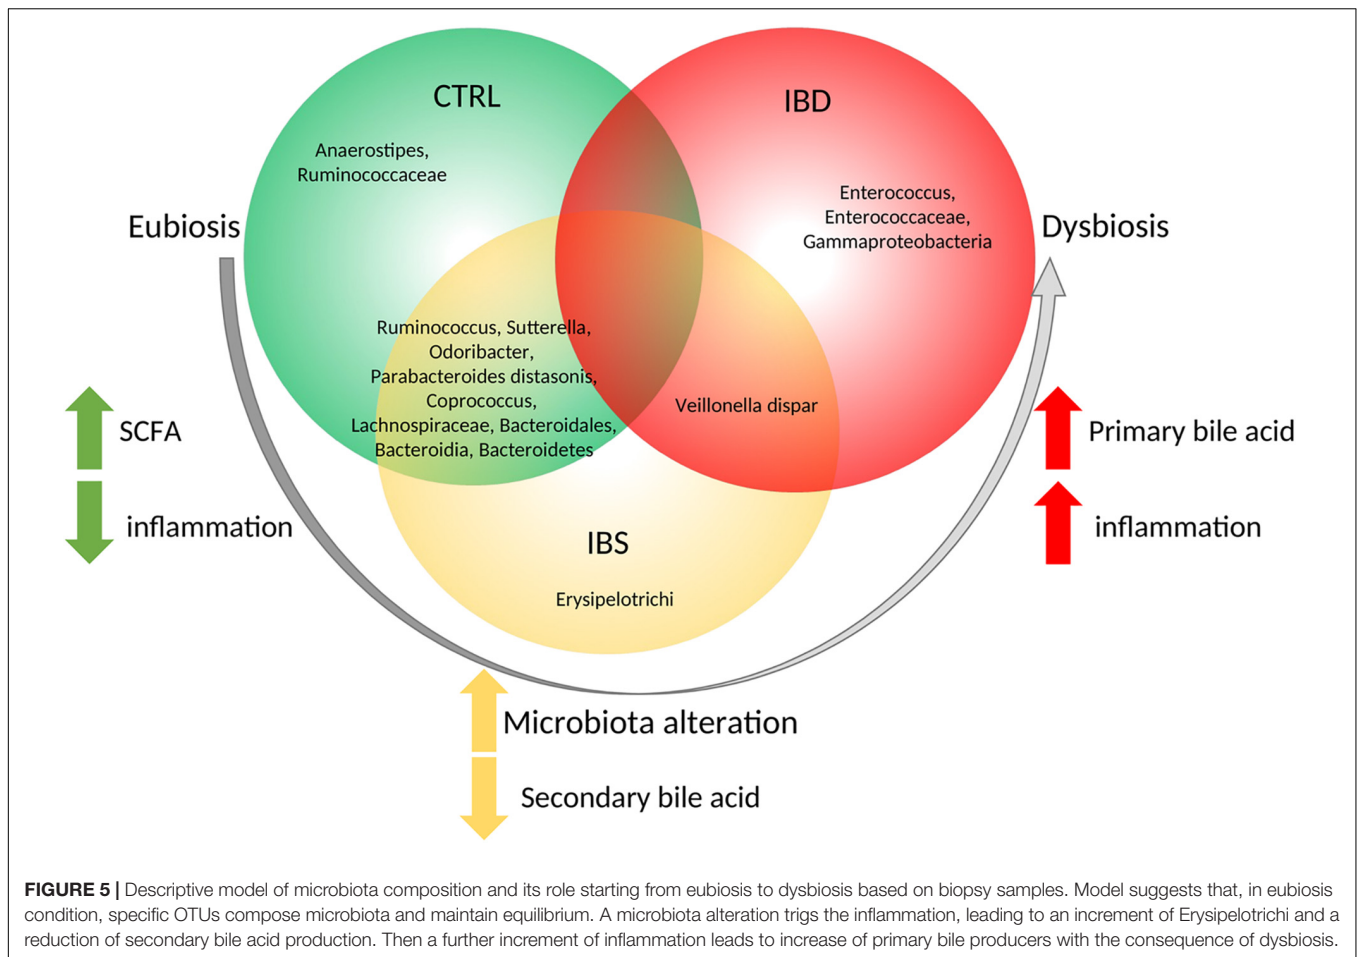 CTRL
IBD
Anaerostipes,
Ruminococcaceae
Enterococcus,
Enterococcaceae,
Gammaproteobacteria
Eubiosis
Dysbiosis
Ruminococcus, Sutterella,
Odoribacter,
Parabacteroides distasonis,
Coprococcus,
Lachnospiraceae, Bacteroidales,
Bacteroidia, Bacteroidetes
Veillonella dispar
SCFA
inflammation
Primary bile acid
inflammation
IBS
Erysipelotrichi
Microbiota alteration
Secondary bile acid
FIGURE 5 | Descriptive model of microbiota composition and its role starting from eubiosis to dysbiosis based on biopsy samples. Model suggests that, in eubiosis
condition, specific OTUs compose microbiota and maintain equilibrium. A microbiota alteration trigs the inflammation, leading to an increment of Erysipelotrichi and a
reduction of secondary bile acid production. Then a further increment of inflammation leads to increase of primary bile producers with the consequence of dysbiosis.